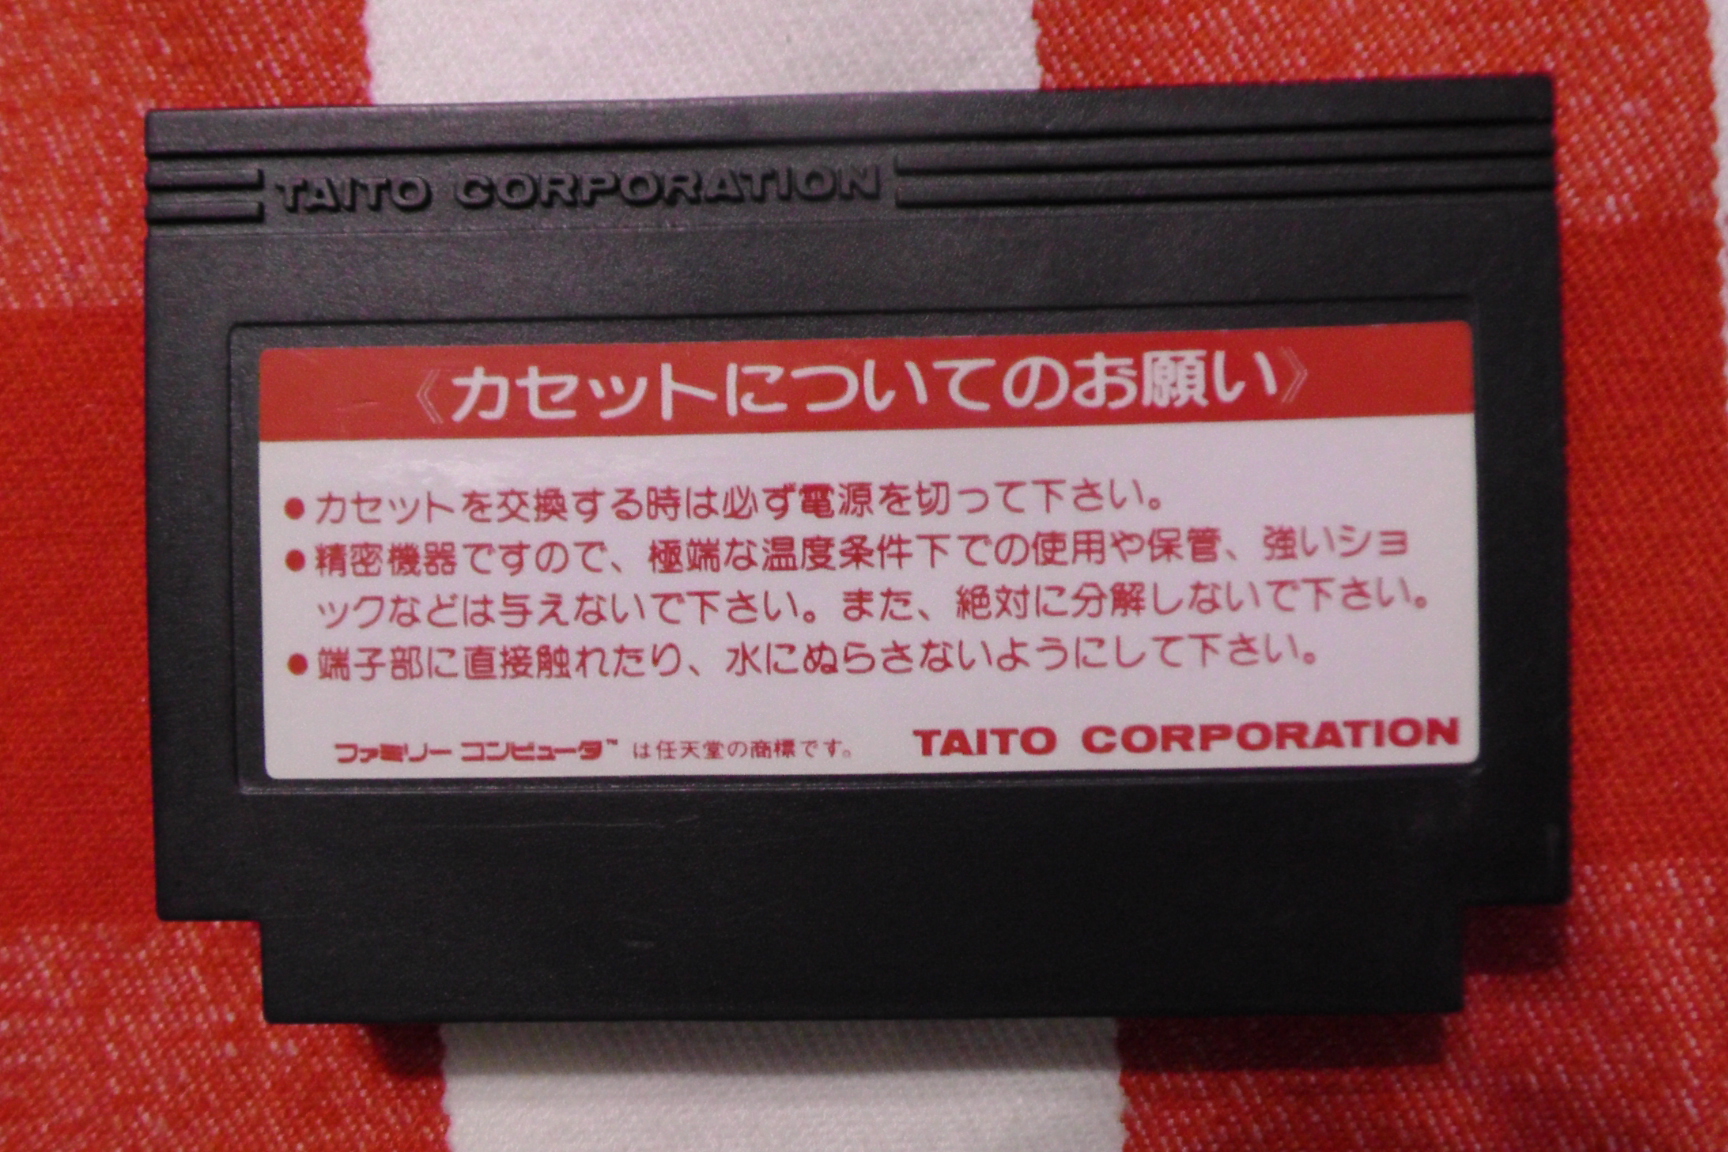 TAITO CORPORATION
《カセットについてのお願い》
●カセットを交換する時は必ず電源を切って下さい。
●精密機器ですので、極端な温度条件下での使用や保管、強いショ
ックなどは与えないで下さい。また、絶対に分解しないで下さい。
●端子部に直接触れたり、水にぬらさないようにして下さい。
ファミリーコンピュータ™は任天堂の商標です。 TAITO CORPORATION